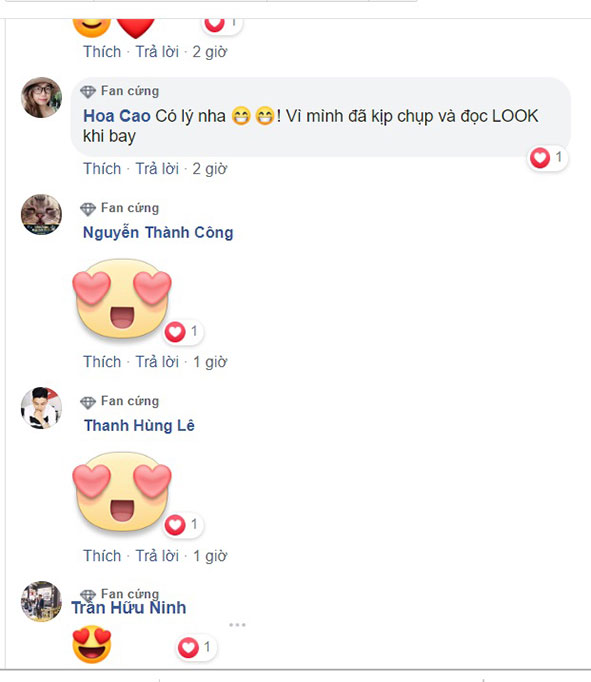 1
Thích · Trả lời · 2 giờ
Fan cứng
Hoa Cao Có lý nha 😁😁! Vì mình đã kịp chụp và đọc LOOK
khi bay
1
Thích · Trả lời · 2 giờ
Fan cứng
Nguyễn Thành Công
1
Thích · Trả lời · 1 giờ
Fan cứng
Thanh Hùng Lê
1
Thích · Trả lời · 1 giờ
Fan cứng
Trần Hữu Ninh
1